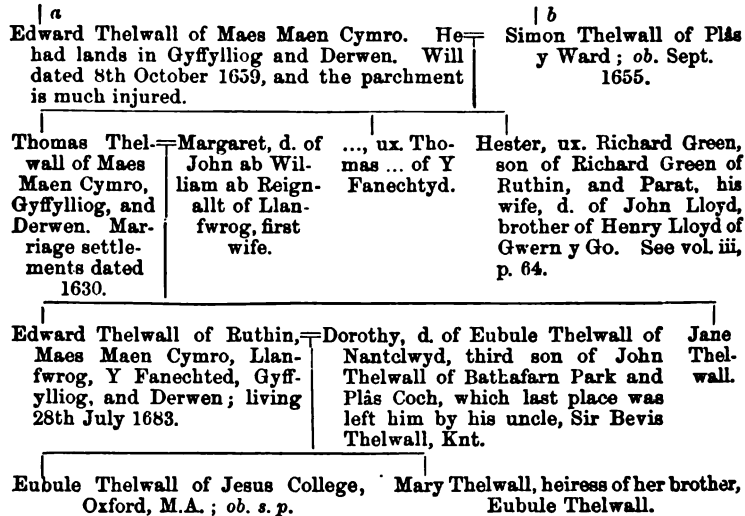 a
Edward Thelwall of Maes Maen Cymro. He
had lands in Gyffylliog and Derwen. Will
dated 8th October 1659, and the parchment
is much injured.
b
Simon Thelwall of Plâs
y Ward; ob. Sept.
1655.
Thomas Thel-
wall of Maes
Maen Cymro,
Gyffylliog, and
Derwen. Mar-
riage settle-
ments dated
1630.
Margaret, d. of
John ab Wil-
liam ab Reign-
allt of Llan-
fwrog, first
wife.
..., ux. Tho-
mas ... of Y
Fanechtyd.
Hester, ux. Richard Green,
son of Richard Green of
Ruthin, and Parat, his
wife, d. of John Lloyd,
brother of Henry Lloyd of
Gwern y Go. See vol. iii,
p. 64.
Edward Thelwall of Ruthin,
Maes Maen Cymro, Llan-
fwrog, Y Fanechted, Gyff-
ylliog, and Derwen; living
28th July 1683.
Dorothy, d. of Eubule Thelwall of
Nantclwyd, third son of John
Thelwall of Bathafarn Park and
Plâs Coch, which last place was
left him by his uncle, Sir Bevis
Thelwall, Knt.
Jane
Thel-
wall.
Eubule Thelwall of Jesus College,
Oxford, M.A.; ob. s. p.
Mary Thelwall, heiress of her brother,
Eubule Thelwall.